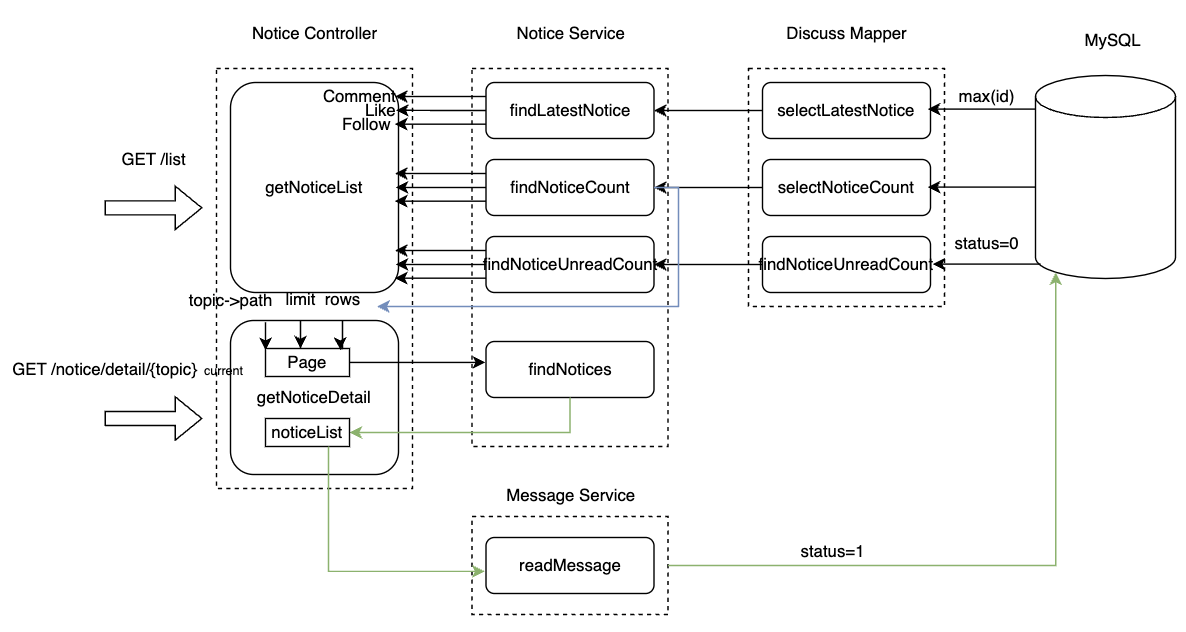 Notice Controller
Notice Service
Discuss Mapper
MySQL
Comment
Like
Follow
findLatestNotice
selectLatestNotice
max(id)
GET /list
getNoticeList
findNoticeCount
selectNoticeCount
status=0
findNoticeUnreadCount
findNoticeUnreadCount
topic->path limit rows
GET /notice/detail/{topic} current
Page
findNotices
getNoticeDetail
noticeList
Message Service
readMessage
status=1